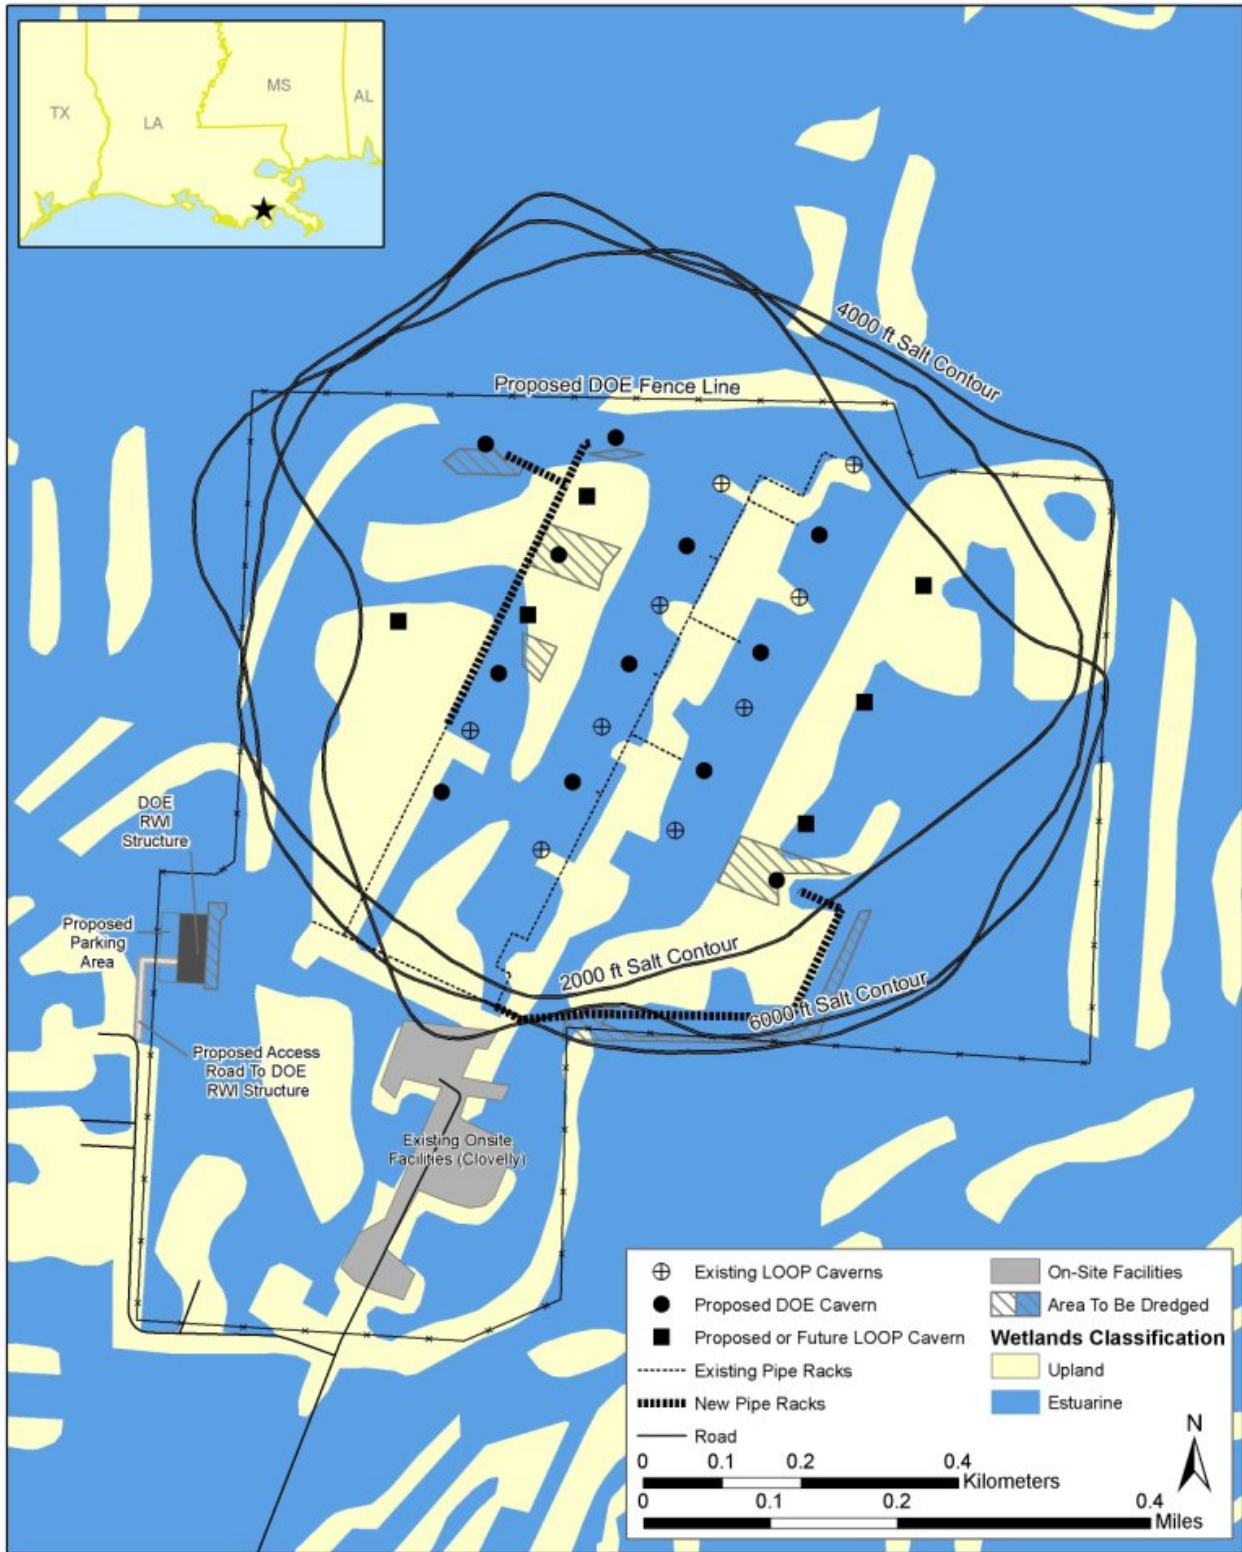 TX
LA
MS
AL
4000 ft Salt Contour
Proposed DOE Fence Line
DOE
RWI
Structure
Proposed
Parking
Area
2000 ft Salt Contour
6000 ft Salt Contour
Proposed Access
Road To DOE
RWI Structure
Existing Onsite
Facilities (Clovelly)
Existing LOOP Caverns
Proposed DOE Cavern
Proposed or Future LOOP Cavern
Existing Pipe Racks
New Pipe Racks
Road
On-Site Facilities
Area To Be Dredged
Wetlands Classification
Upland
Estuarine
N
0 0.1 0.2 0.4
Kilometers
0 0.1 0.2 0.4
Miles